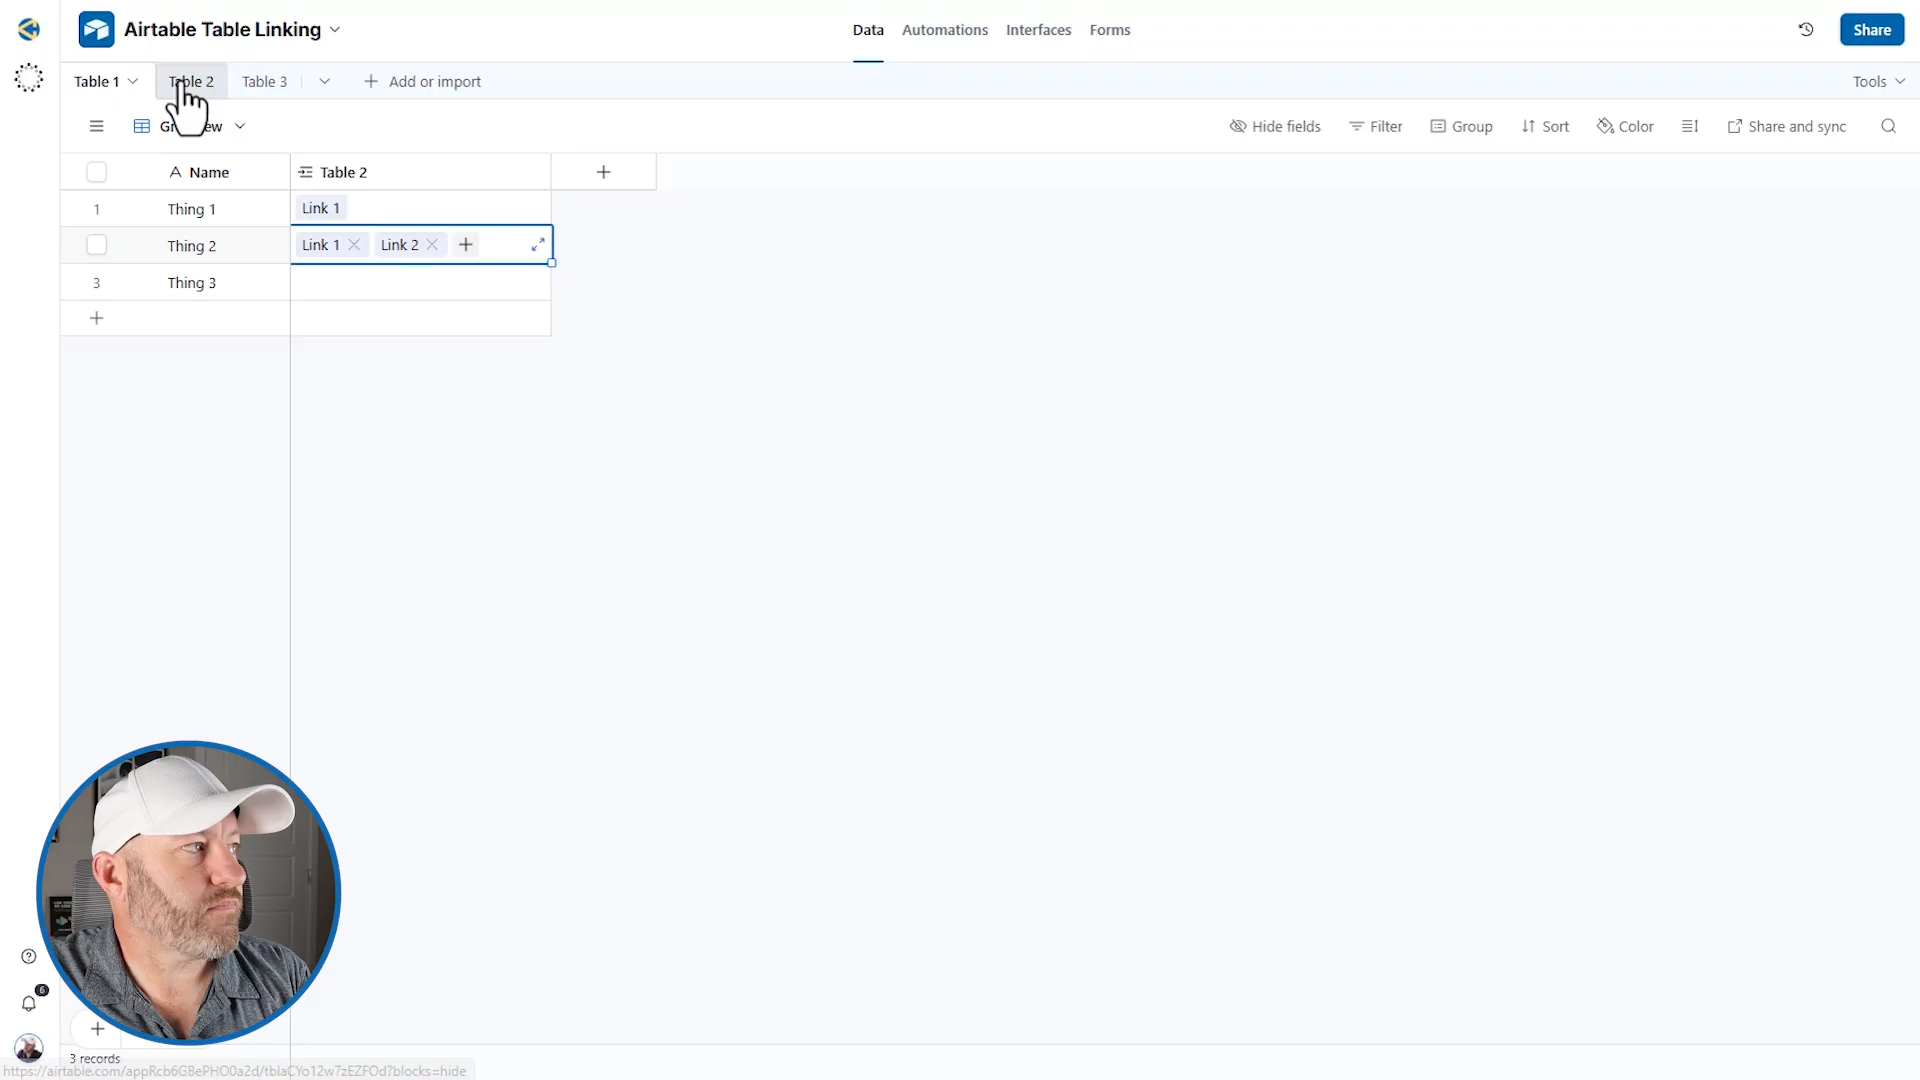 Airtable Table Linking
Data Automations Interfaces Forms
Share
Table 1 Table 2 Table 3 Add or import
Tools
Hide fields Filter Group Sort Color Share and sync
Name Table 2
1 Thing 1 Link 1
Thing 2 Link 1 Link 2
3 Thing 3
6
3 records
https://airtable.com/appRcb6G8ePHO0a2d/tblaCYo12w7zEZFOd?blocks=hide